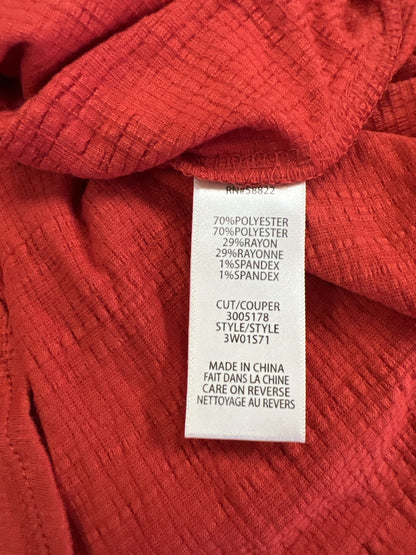 RN#58822
70%POLYESTER
70%POLYESTER
29%RAYON
29%RAYONNE
1%SPANDEX
1%SPANDEX
CUT/COUPER
3005178
STYLE/STYLE
3W01S71
MADE IN CHINA
FAIT DANS LA CHINE
CARE ON REVERSE
NETTOYAGE AU REVERS